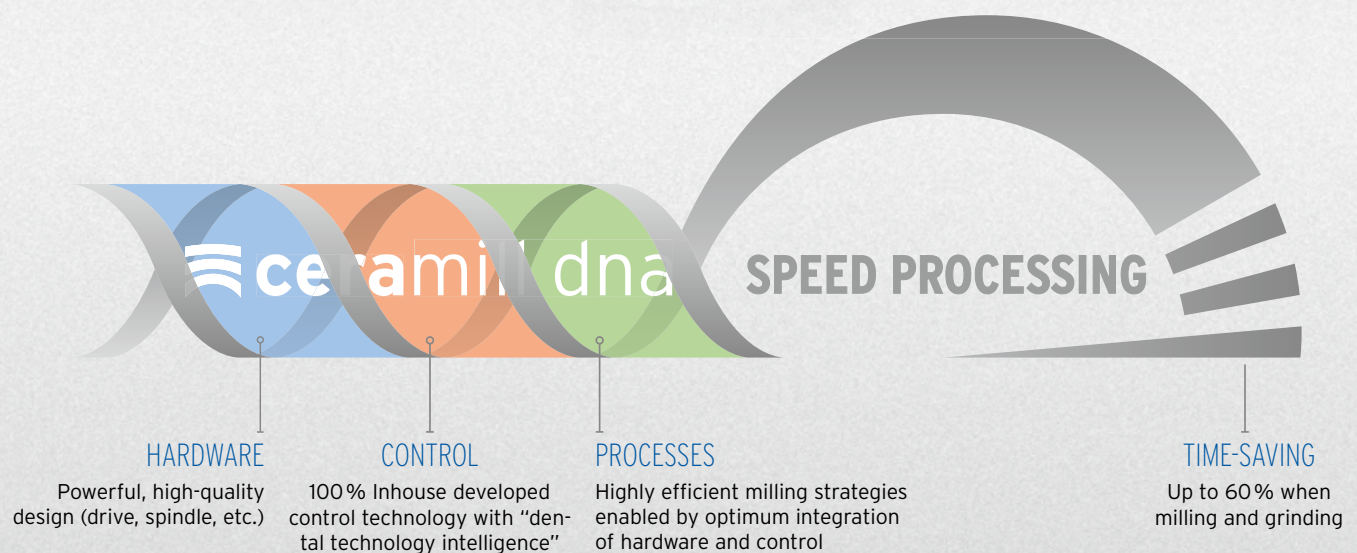 ceramill dna
SPEED PROCESSING
HARDWARE
Powerful, high-quality
design (drive, spindle, etc.)
CONTROL
100 % Inhouse developed
control technology with “den-
tal technology intelligence”
PROCESSES
Highly efficient milling strategies
enabled by optimum integration
of hardware and control
TIME-SAVING
Up to 60 % when
milling and grinding